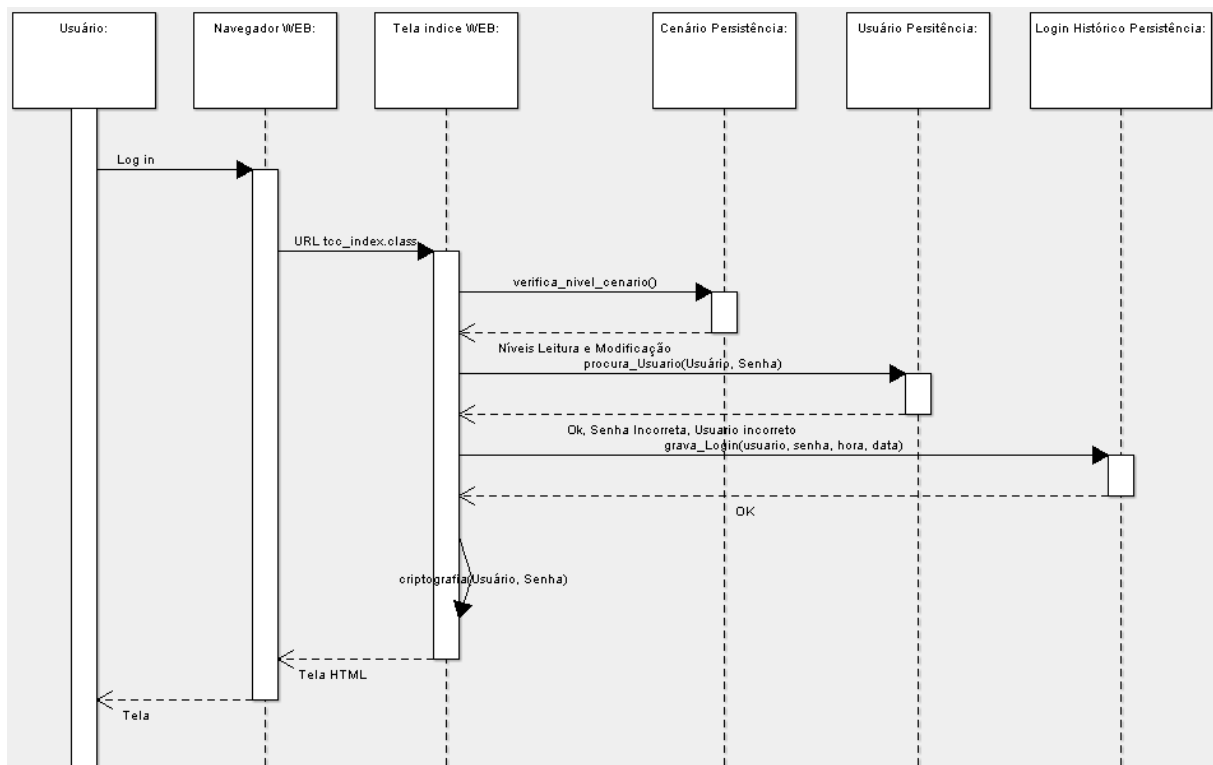 Usuário:
Navegador WEB:
Tela indice WEB:
Cenário Persistência:
Usuário Persitência:
Login Histórico Persistência:
Log in
URL tcc_index.class
verifica_nivel_cenario()
Níveis Leitura e Modificação
procura_Usuario(Usuário, Senha)
Ok, Senha Incorreta, Usuario incorreto
grava_Login(usuario, senha, hora, data)
OK
criptografia(Usuário, Senha)
Tela HTML
Tela